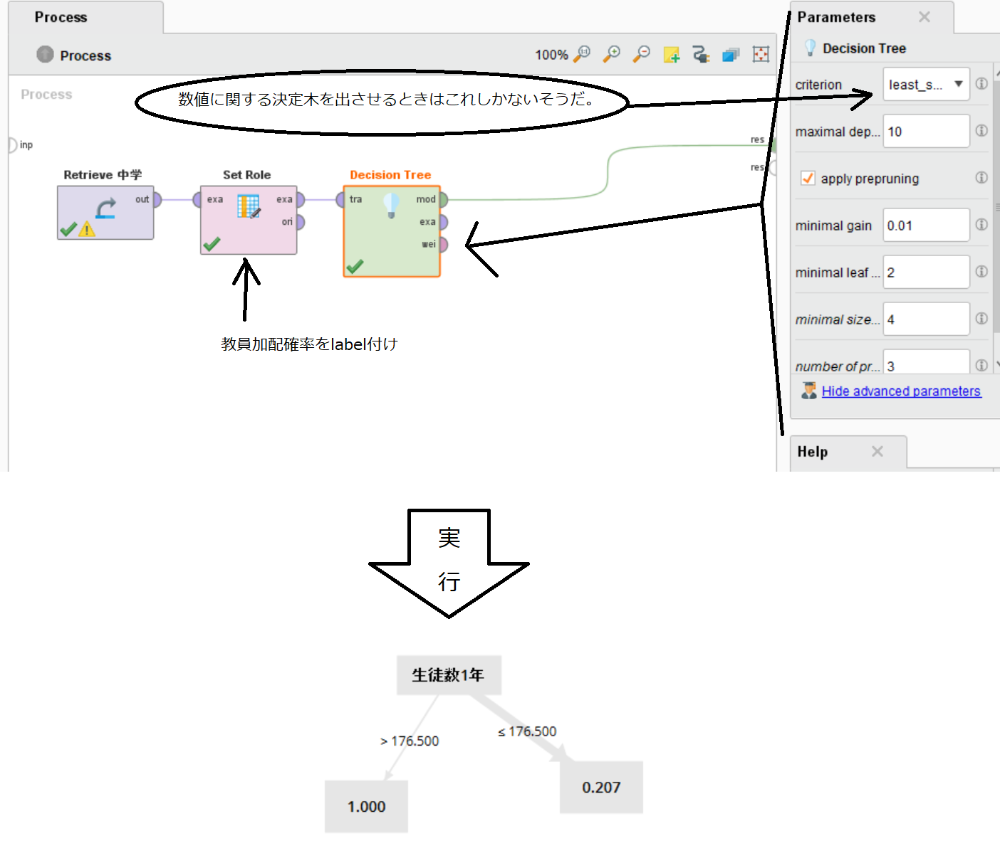 Process
Process
100%
Process
数値に関する決定木を出させるときはこれしかないそうだ。
inp
res
res
Retrieve 中学
out
Set Role
exa
exa
ori
Decision Tree
tra
mod
exa
wei
教員加配確率をlabel付け
Parameters
Decision Tree
criterion
least_s...
maximal dep...
10
apply prepruning
minimal gain
0.01
minimal leaf ...
2
minimal size...
4
number of pr...
3
Hide advanced parameters
Help
実
行
生徒数1年
> 176.500
≤ 176.500
1.000
0.207